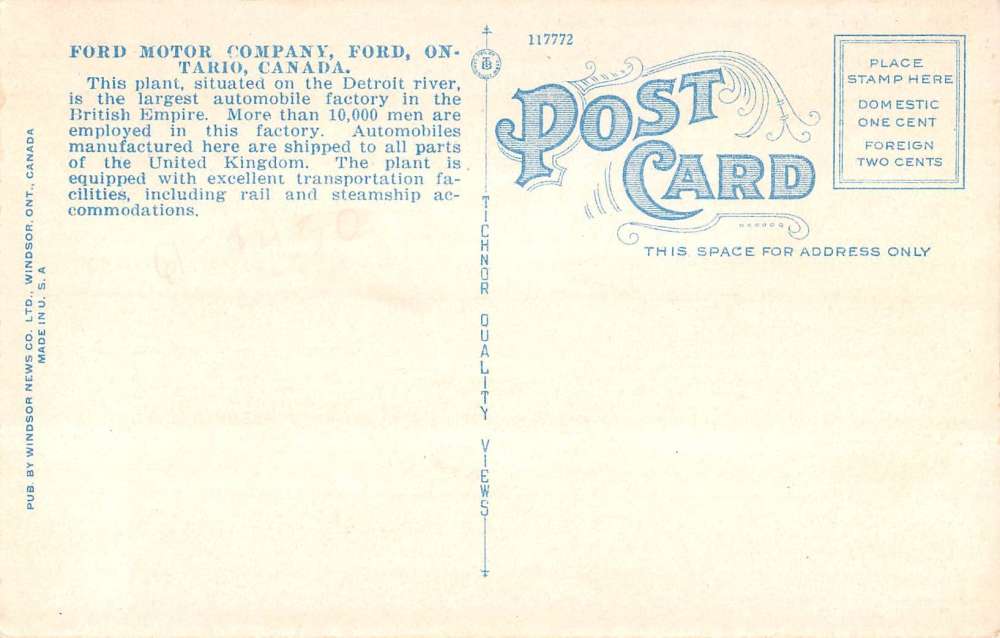 FORD MOTOR COMPANY, FORD, ON-
TARIO, CANADA.
This plant, situated on the Detroit river,
is the largest automobile factory in the
British Empire. More than 10,000 men are
employed in this factory. Automobiles
manufactured here are shipped to all parts
of the United Kingdom. The plant is
equipped with excellent transportation fa-
cilities, including rail and steamship ac-
commodations.
PUB. BY WINDSOR NEWS CO. LTD., WINDSOR, ONT., CANADA
MADE IN U. S. A
TICHNOR QUALITY VIEWS
117772
POST
CARD
PLACE
STAMP HERE
DOMESTIC
ONE CENT
FOREIGN
TWO CENTS
THIS SPACE FOR ADDRESS ONLY